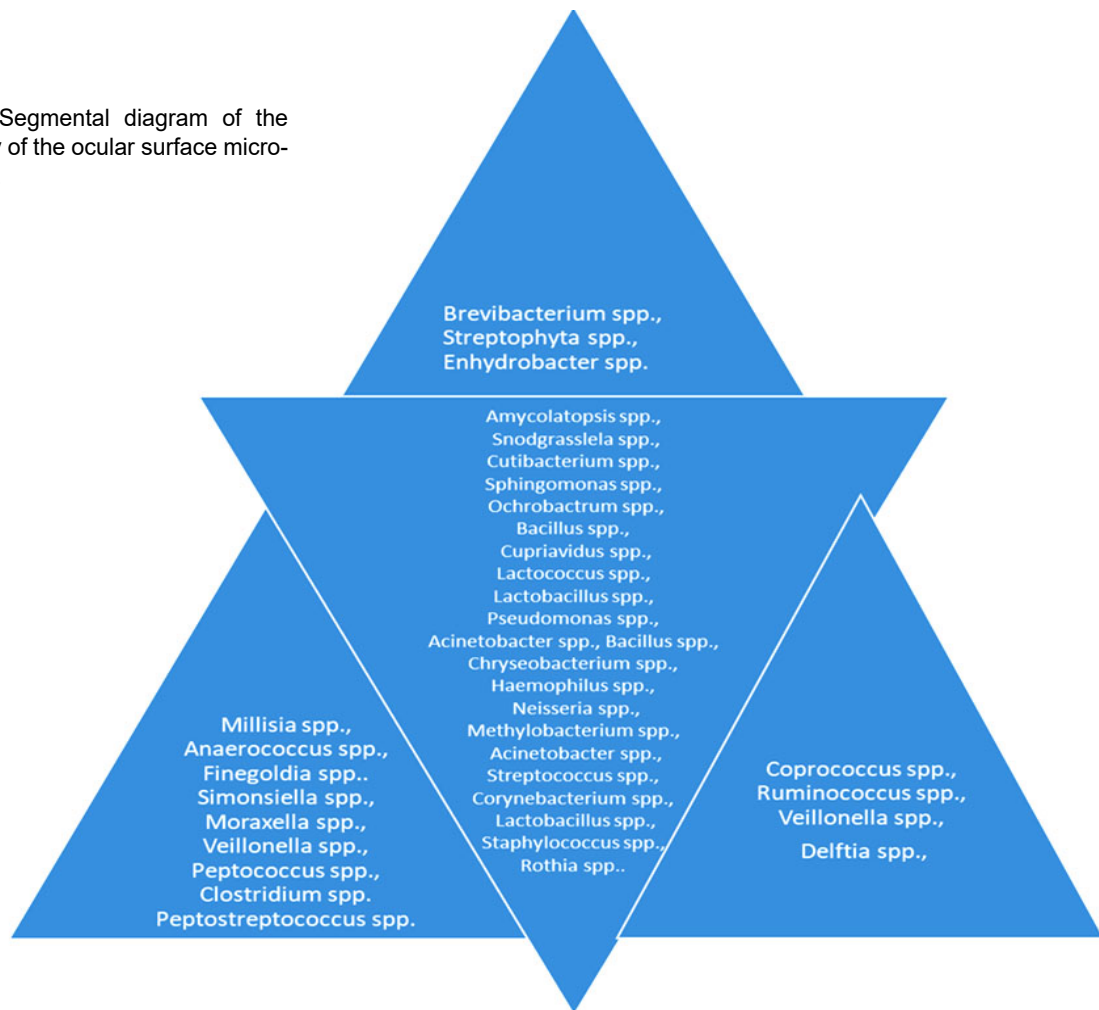 Segmental diagram of the
of the ocular surface micro-
Brevibacterium spp.,
Streptophyta spp.,
Enhydrobacter spp.
Amycolatopsis spp.,
Snodgrasslela spp.,
Cutibacterium spp.,
Sphingomonas spp.,
Ochrobactrum spp.,
Bacillus spp.,
Cupriavidus spp.,
Lactococcus spp.,
Lactobacillus spp.,
Pseudomonas spp.,
Acinetobacter spp., Bacillus spp.,
Chryseobacterium spp.,
Haemophilus spp.,
Neisseria spp.,
Methylobacterium spp.,
Acinetobacter spp.,
Streptococcus spp.,
Corynebacterium spp.,
Lactobacillus spp.,
Staphylococcus spp.,
Rothia spp..
Millisia spp.,
Anaerococcus spp.,
Finegoldia spp..
Simonsiella spp.,
Moraxella spp.,
Veillonella spp.,
Peptococcus spp.,
Clostridium spp.
Peptostreptococcus spp.
Coprococcus spp.,
Ruminococcus spp.,
Veillonella spp.,
Delftia spp.,